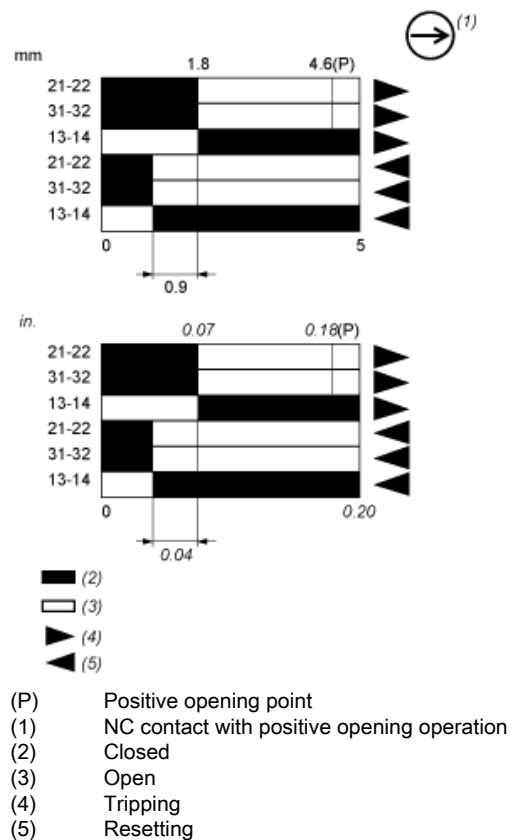 (1)
mm
1.8 4.6(P)
21-22
31-32
13-14
21-22
31-32
13-14
0 5
0.9
in.
0.07 0.18(P)
21-22
31-32
13-14
21-22
31-32
13-14
0 0.20
0.04
(2)
(3)
(4)
(5)
(P) Positive opening point
(1) NC contact with positive opening operation
(2) Closed
(3) Open
(4) Tripping
(5) Resetting